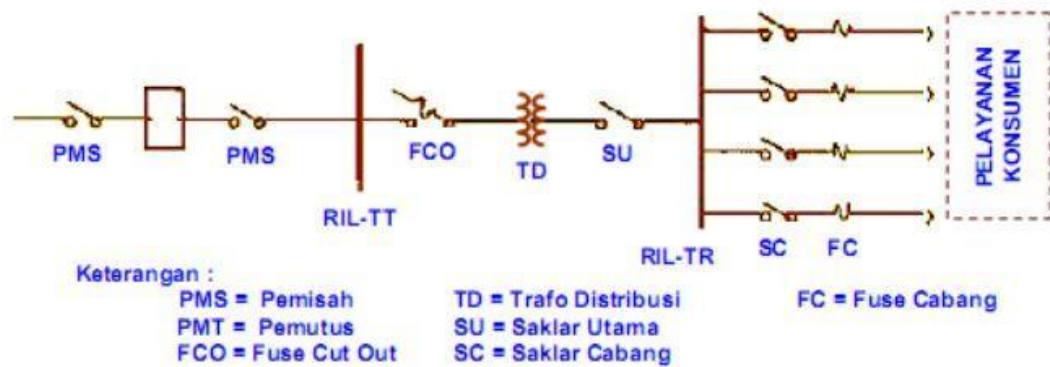 PMS
PMS
FCO
TD
SU
RIL-TT
RIL-TR
SC
FC
PELAYANAN
KONSUMEN
Keterangan :
PMS = Pemisah
TD = Trafo Distribusi
FC = Fuse Cabang
PMT = Pemutus
SU = Saklar Utama
FCO = Fuse Cut Out
SC = Saklar Cabang